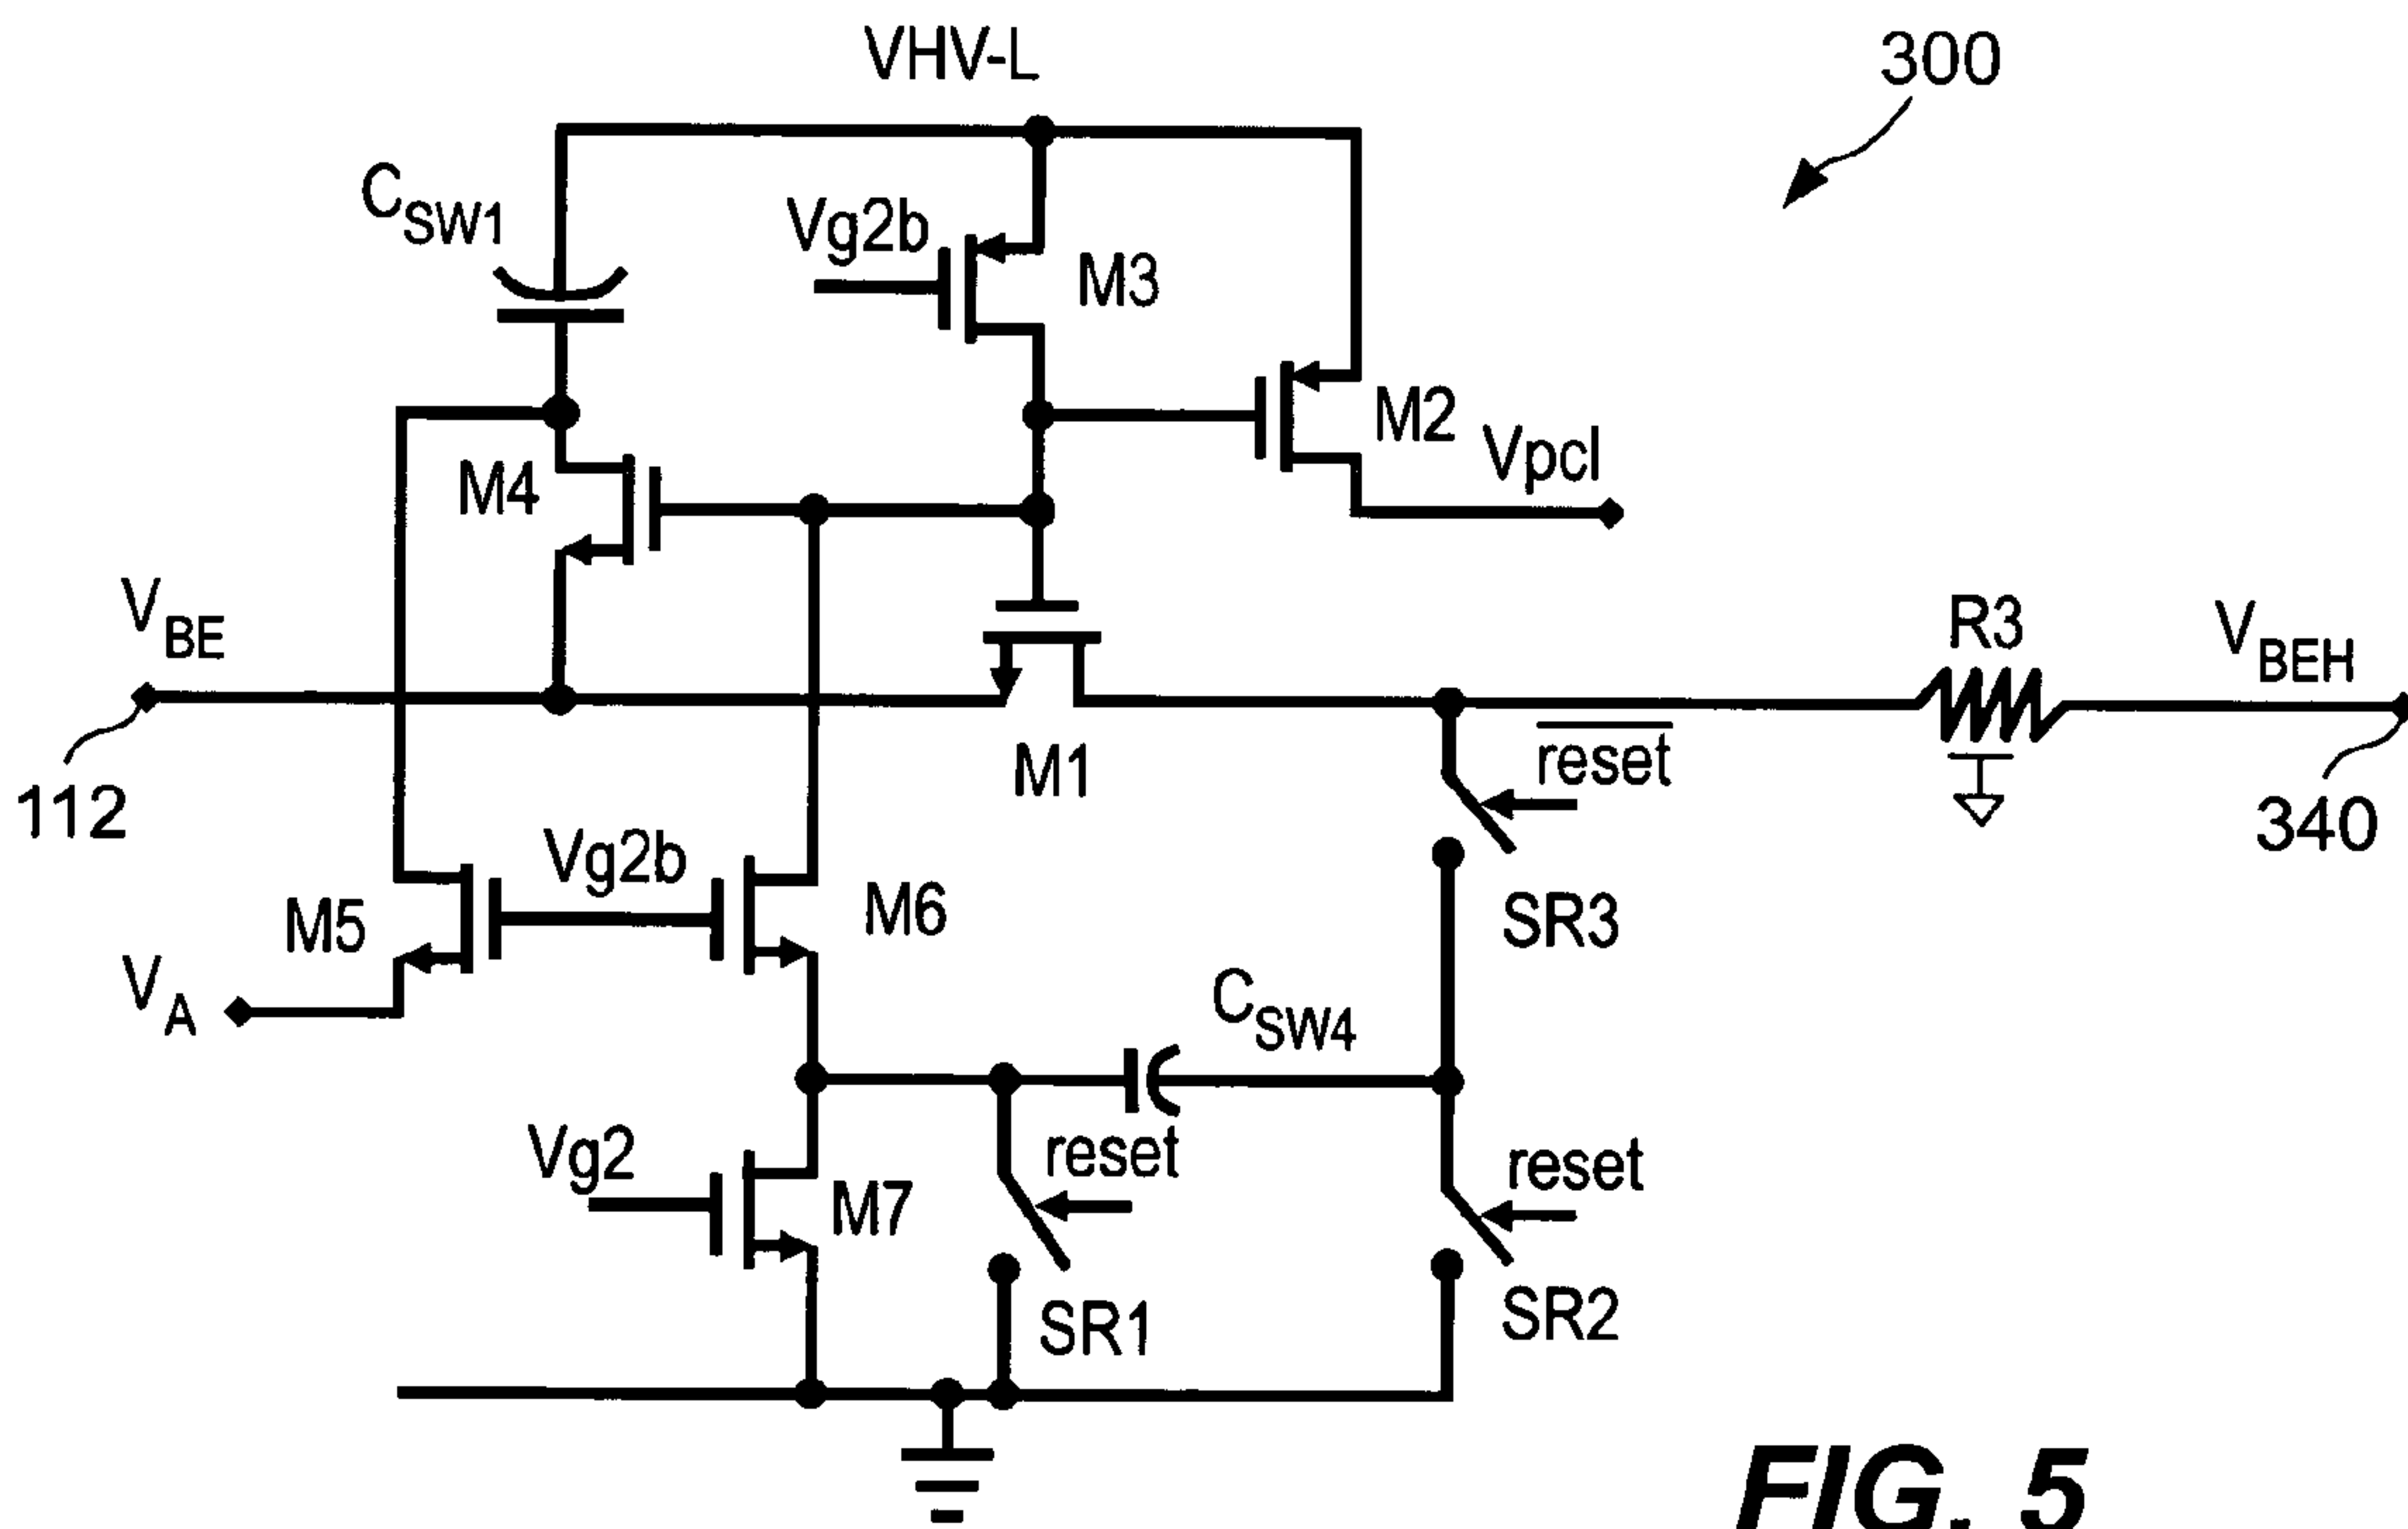 VHV-L
300
CSW1
Vg2b
M3
M2
Vpcl
M4
VBE
R3
VBEH
reset
M1
112
340
Vg2b
M5
M6
SR3
VA
CSW4
Vg2
reset
reset
M7
SR1
SR2
FIG. 5